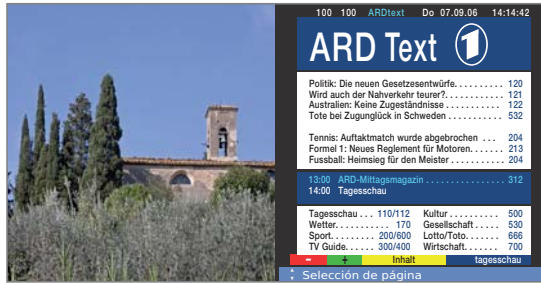 100 100 ARDtext Do 07.09.06 14:14:42
ARD Text 1
Politik: Die neuen Gesetzesentwürfe. . . . . . . . . . 120
Wird auch der Nahverkehr teurer?. . . . . . . . . . . . 121
Australien: Keine Zugeständnisse . . . . . . . . . . . 122
Tote bei Zugunglück in Schweden . . . . . . . . . . . 532
Tennis: Auftaktmatch wurde abgebrochen . . . 204
Formel 1: Neues Reglement für Motoren. . . . . . . 213
Fussball: Heimsieg für den Meister . . . . . . . . . . . 204
13:00 ARD-Mittagsmagazin . . . . . . . . . . . . . . . . 312
14:00 Tagesschau
Tagesschau . . . 110/112 Kultur . . . . . . . . . 500
Wetter. . . . . . . . . . 170 Gesellschaft . . . . . 530
Sport. . . . . . . . . 200/600 Lotto/Toto. . . . . . . 666
TV Guide. . . . . . 300/400 Wirtschaft. . . . . . . 700
- + Inhalt tagesschau
Selección de página